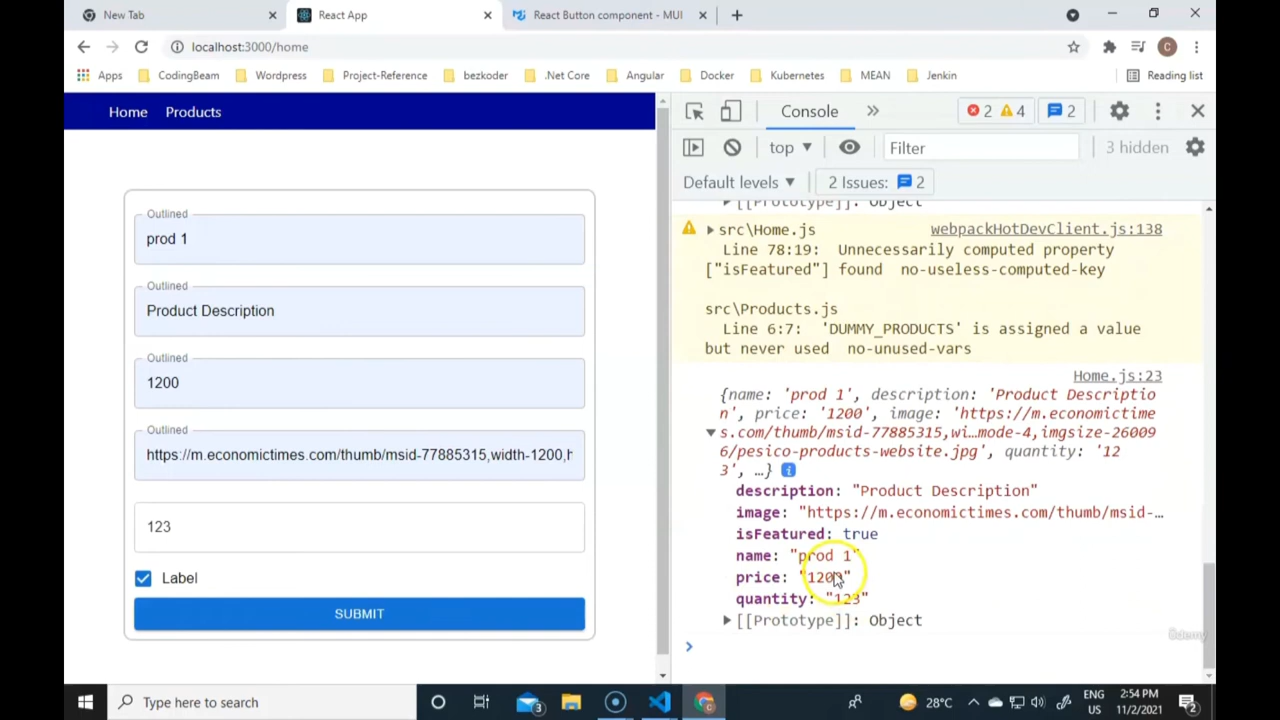 New Tab
React App
React Button component - MUI
localhost:3000/home
Apps
CodingBeam
Wordpress
Project-Reference
bezkoder
.Net Core
Angular
Docker
Kubernetes
MEAN
Jenkin
Reading list
Home Products
Outlined
prod 1
Outlined
Product Description
Outlined
1200
Outlined
https://m.economictimes.com/thumb/msid-77885315,width-1200,h
123
Label
SUBMIT
Console
2
4
2
top
Filter
3 hidden
Default levels
2 Issues: 2
[[Prototype]]: Object
src\Home.js webpackHotDevClient.js:138
Line 78:19: Unnecessarily computed property
["isFeatured"] found no-useless-computed-key
src\Products.js
Line 6:7: 'DUMMY_PRODUCTS' is assigned a value
but never used no-unused-vars
Home.js:23
{name: 'prod 1', description: 'Product Descriptio
n', price: '1200', image: 'https://m.economictime
s.com/thumb/msid-77885315,wi…mode-4,imgsize-26009
6/pesico-products-website.jpg', quantity: '12
3', …}
description: "Product Description"
image: "https://m.economictimes.com/thumb/msid-…
isFeatured: true
name: "prod 1"
price: "1200"
quantity: "123"
[[Prototype]]: Object
Udemy
Type here to search
3
28°C
ENG
US
2:54 PM
11/2/2021
2
C